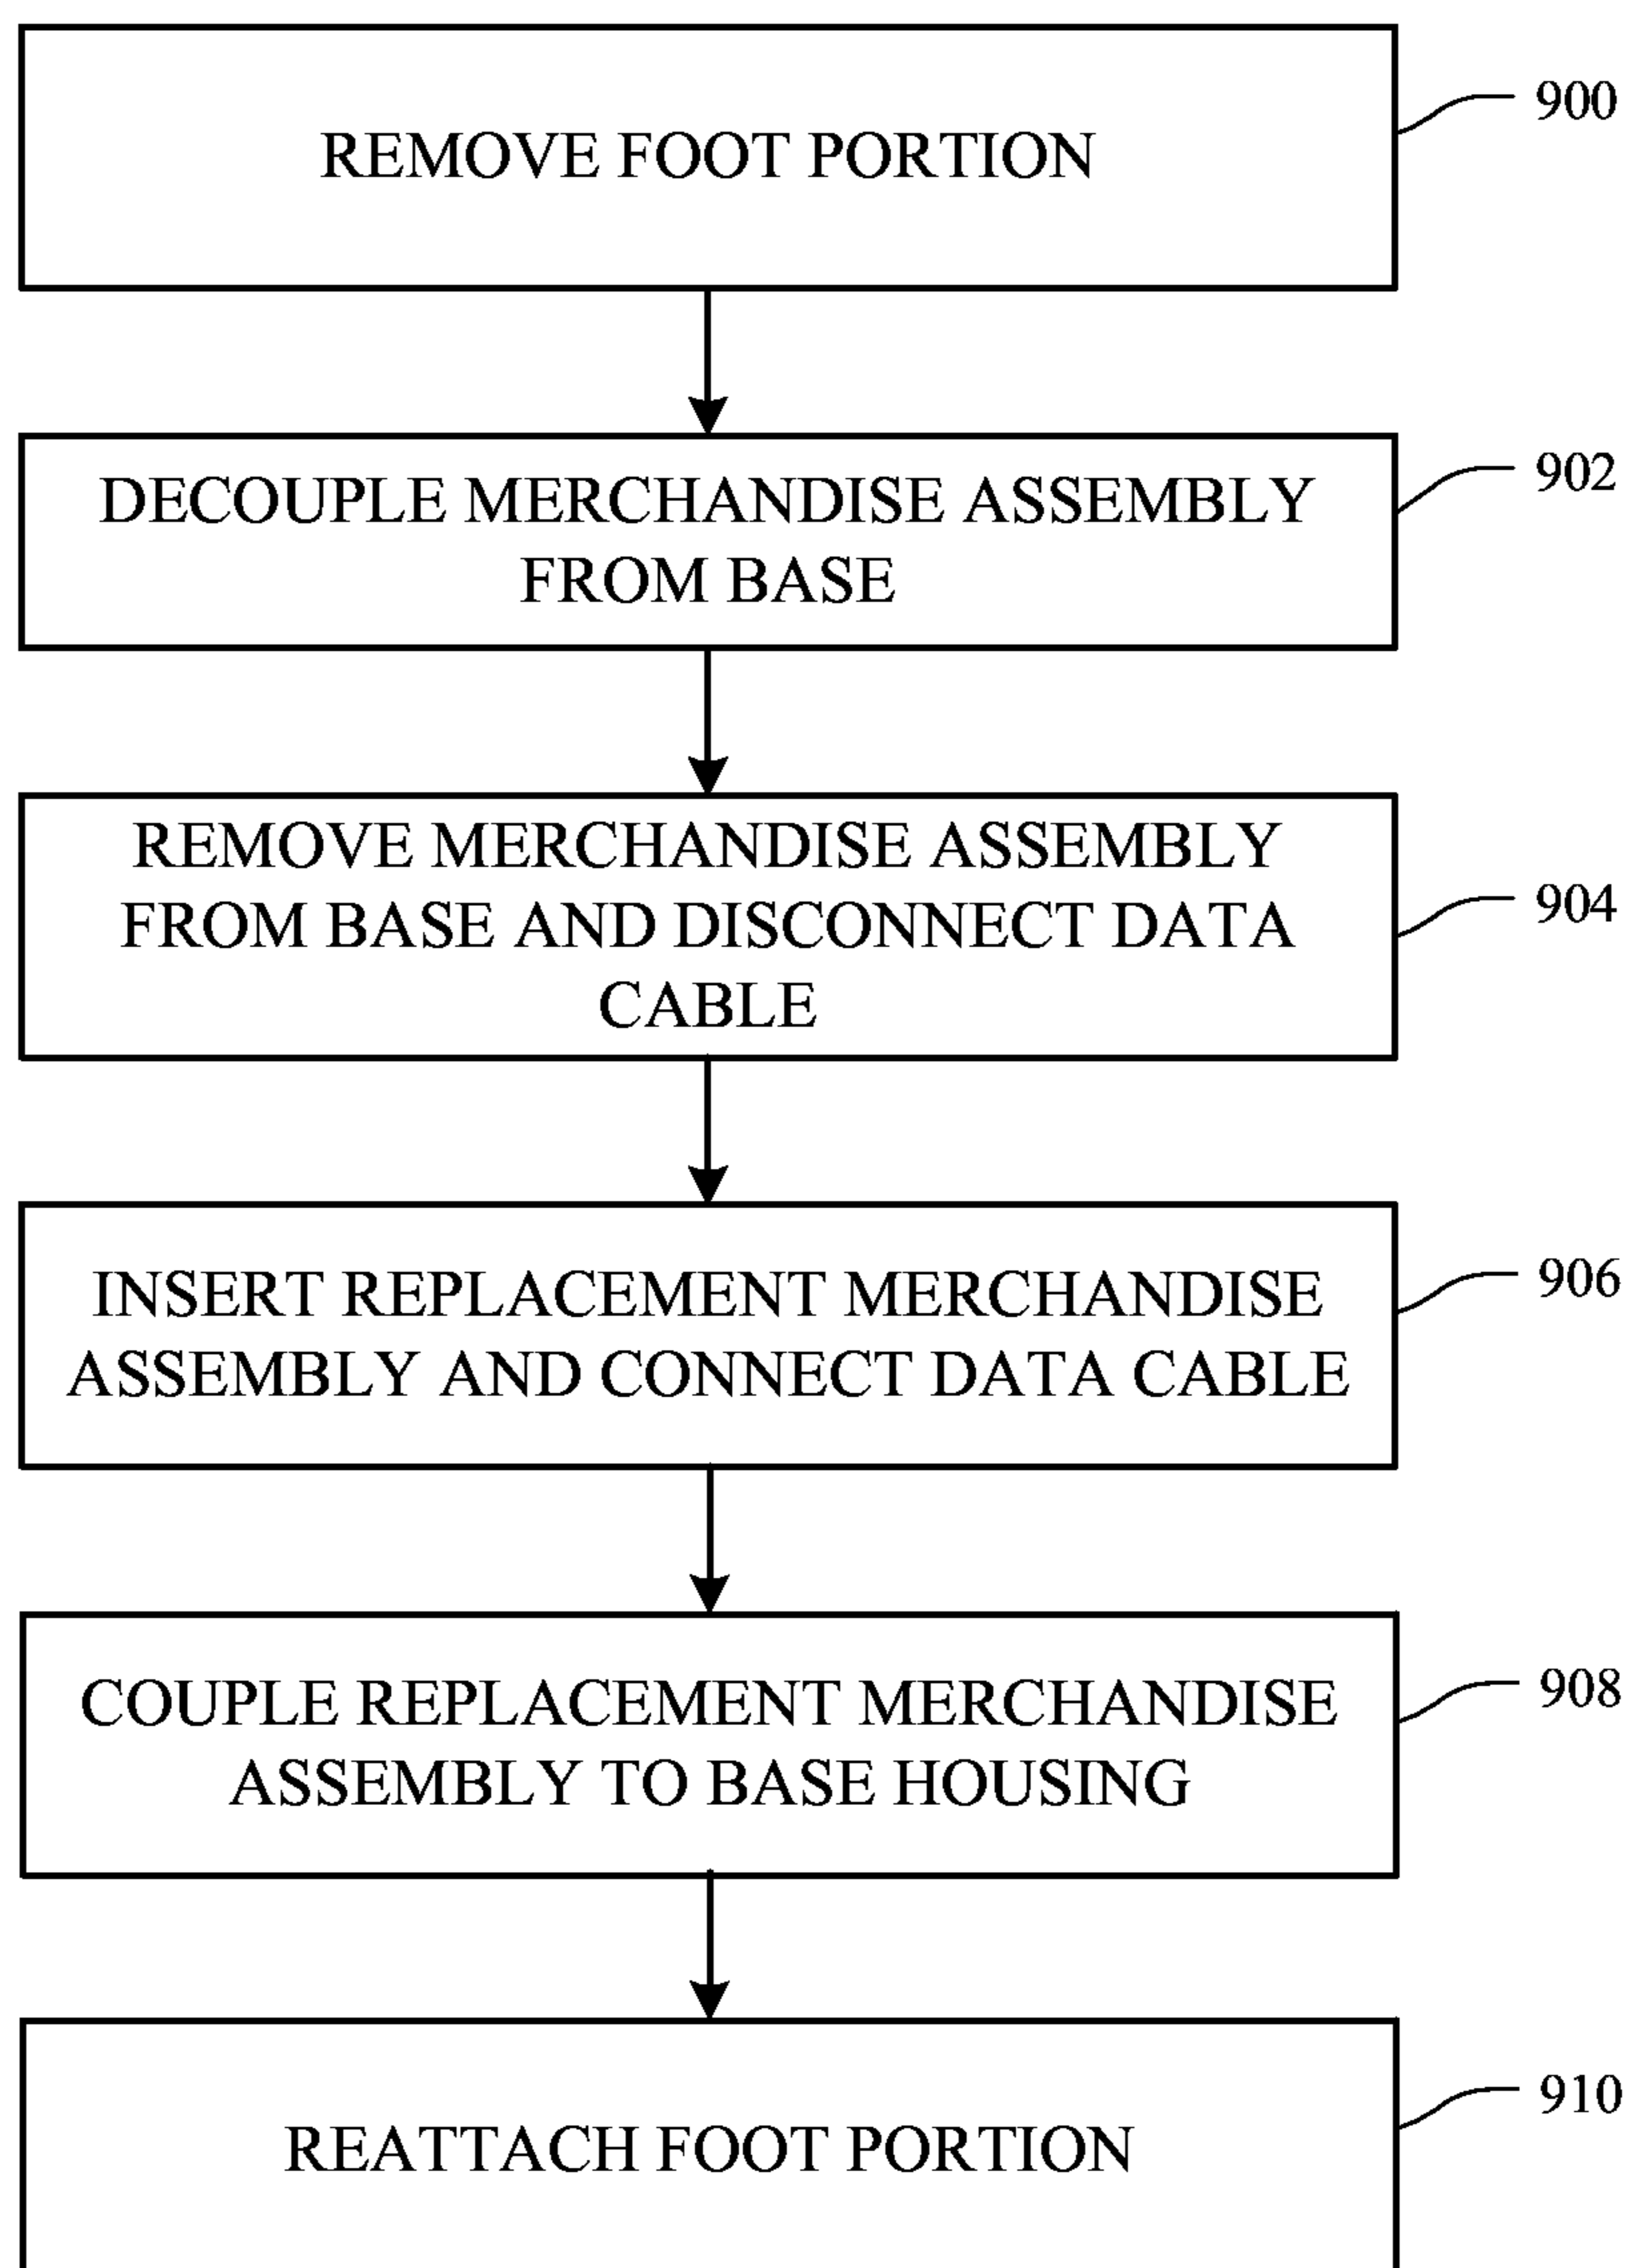 REMOVE FOOT PORTION
900
DECOUPLE MERCHANDISE ASSEMBLY
FROM BASE
902
REMOVE MERCHANDISE ASSEMBLY
FROM BASE AND DISCONNECT DATA
CABLE
904
INSERT REPLACEMENT MERCHANDISE
ASSEMBLY AND CONNECT DATA CABLE
906
COUPLE REPLACEMENT MERCHANDISE
ASSEMBLY TO BASE HOUSING
908
REATTACH FOOT PORTION
910